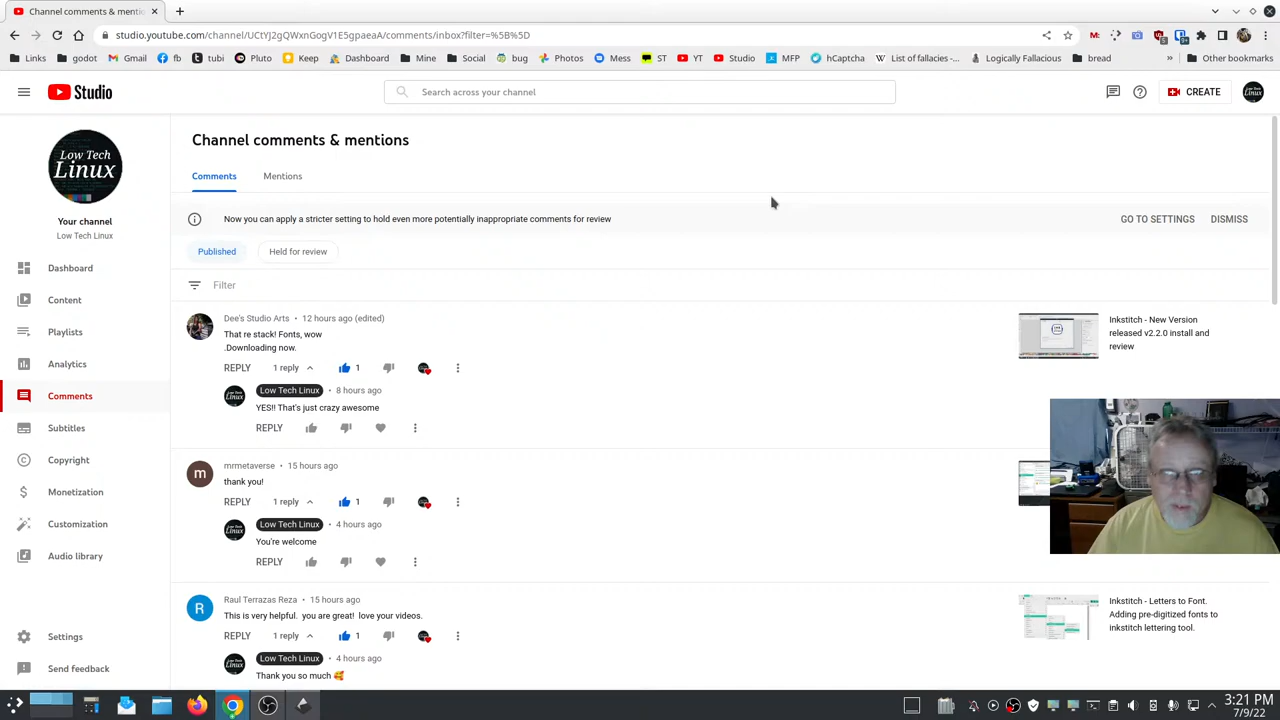 Channel comments & m
studio.youtube.com/channel/UCtYJ2gQWxnGogV1E5gpaeaA/comments/inbox?filter=%5B%5D
Links godot Gmail fb tubi Pluto Keep Dashboard Mine Social bug Photos Mess ST YT Studio MFP hCaptcha List of fallacies -... Logically Fallacious bread » Other bookmarks
Studio
Search across your channel
CREATE
Low Tech
Linux
Low Tech
Linux
Your channel
Low Tech Linux
Dashboard
Content
Playlists
Analytics
Comments
Subtitles
Copyright
Monetization
Customization
Audio library
Settings
Send feedback
Channel comments & mentions
Comments Mentions
Now you can apply a stricter setting to hold even more potentially inappropriate comments for review GO TO SETTINGS DISMISS
Published Held for review
Filter
Dee's Studio Arts • 12 hours ago (edited)
That re stack! Fonts, wow
.Downloading now.
REPLY 1 reply 1
Low Tech Linux • 8 hours ago
YES!! That's just crazy awesome
REPLY
Inkstitch - New Version
released v2.2.0 install and
review
m
mrmetaverse • 15 hours ago
thank you!
REPLY 1 reply 1
Low Tech Linux • 4 hours ago
You're welcome
REPLY
R
Raul Terrazas Reza • 15 hours ago
This is very helpful. you are great! love your videos.
REPLY 1 reply 1
Low Tech Linux • 4 hours ago
Thank you so much 🥰
Inkstitch - Letters to Font.
Adding pre-digitized fonts to
inkstitch lettering tool.
3:21 PM
7/9/22